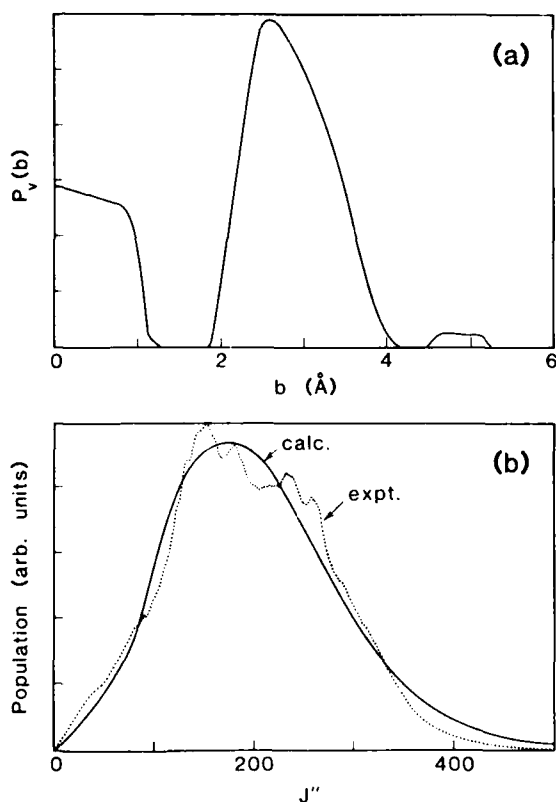 (a)
P_v(b)
0 2 4 6
b (Å)
(b)
calc.
expt.
Population (arb. units)
0 200 400
J''